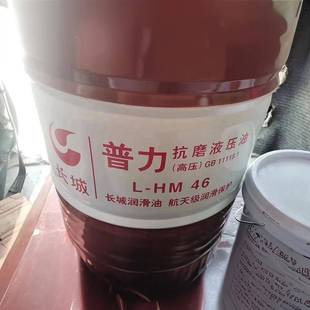 长城
普力 抗磨液压油
(高压) GB 11118.1
L-HM 46
长城润滑油 航天级润滑保护